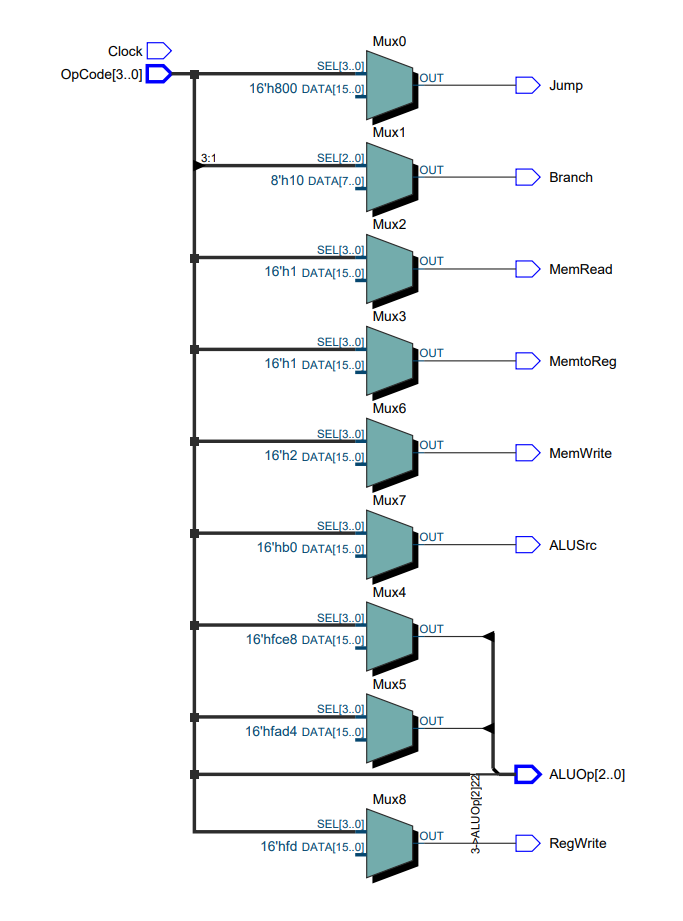 Clock
OpCode[3..0]
Mux0
SEL[3..0]
16'h800 DATA[15..0]
OUT
Jump
Mux1
3:1
SEL[2..0]
8'h10 DATA[7..0]
OUT
Branch
Mux2
SEL[3..0]
16'h1 DATA[15..0]
OUT
MemRead
Mux3
SEL[3..0]
16'h1 DATA[15..0]
OUT
MemtoReg
Mux6
SEL[3..0]
16'h2 DATA[15..0]
OUT
MemWrite
Mux7
SEL[3..0]
16'hb0 DATA[15..0]
OUT
ALUSrc
Mux4
SEL[3..0]
16'hfce8 DATA[15..0]
OUT
Mux5
SEL[3..0]
16'hfad4 DATA[15..0]
OUT
ALUOp[2..0]
3->ALUOp[2]22
Mux8
SEL[3..0]
16'hfd DATA[15..0]
OUT
RegWrite